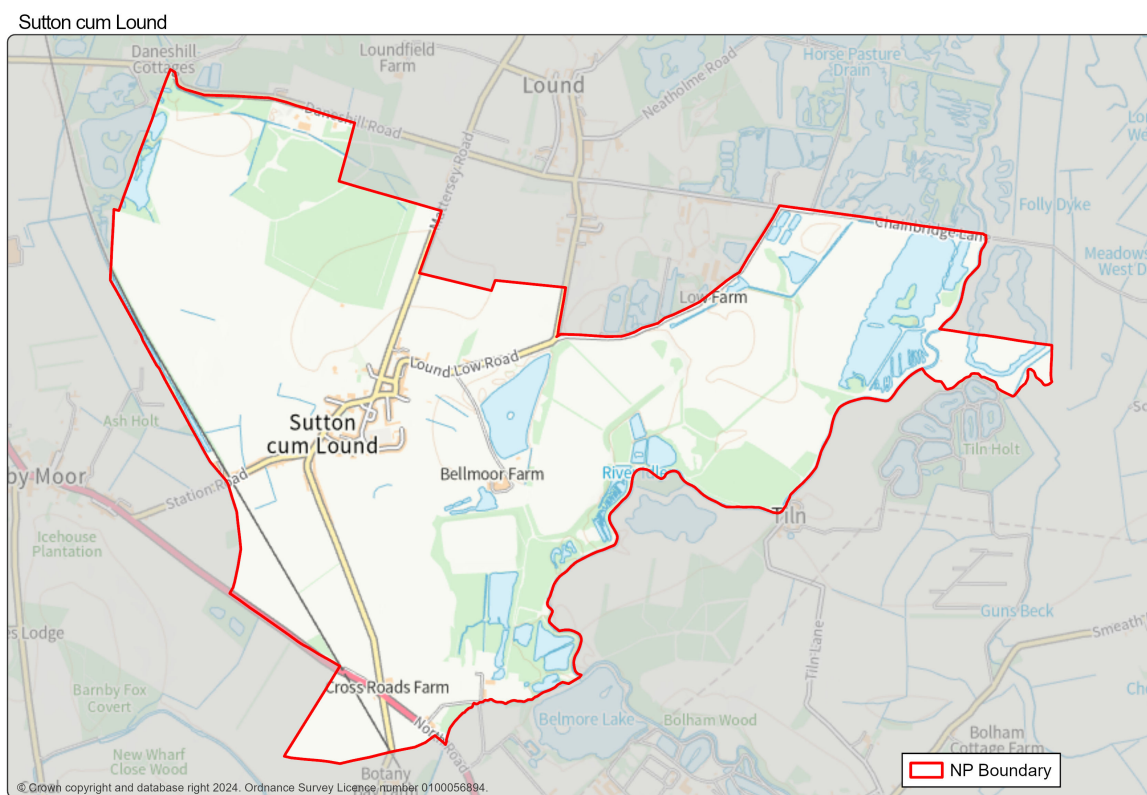 Sutton cum Lound
Daneshill
Cottages
Loundfield
Farm
Horse Pasture
Drain
Lound
Neatholme Road
Daneshill Road
Mattersey Road
Folly Dyke
Chainbridge Lane
Meadows
West D
Low Farm
Lound Low Road
Ash Holt
Sutton
cum Lound
Tiln Holt
by Moor
Station Road
Bellmoor Farm
River Idle
Tiln
Icehouse
Plantation
Guns Beck
es Lodge
Tiln Lane
Smeath
Barnby Fox
Covert
Cross Roads Farm
North Road
Belmore Lake
Bolham Wood
New Wharf
Close Wood
Bolham
Cottage Farm
Botany
NP Boundary
© Crown copyright and database right 2024. Ordnance Survey Licence number 0100056894.